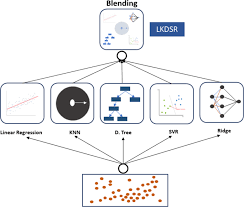 Blending
LKDSR
Linear Regression
KNN
D. Tree
SVR
Ridge